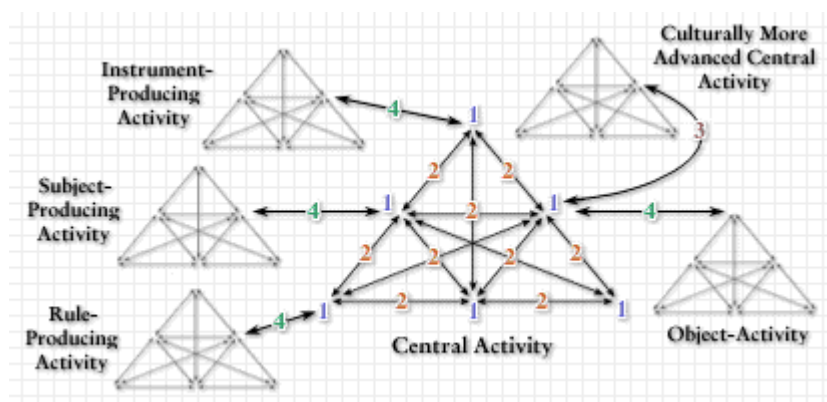 Instrument-
Producing
Activity
Culturally More
Advanced Central
Activity
4
1
3
2
2
Subject-
Producing
Activity
4
1
2
1
4
2
2
2
2
Rule-
Producing
Activity
4
1
2
1
2
1
Central Activity
Object-Activity